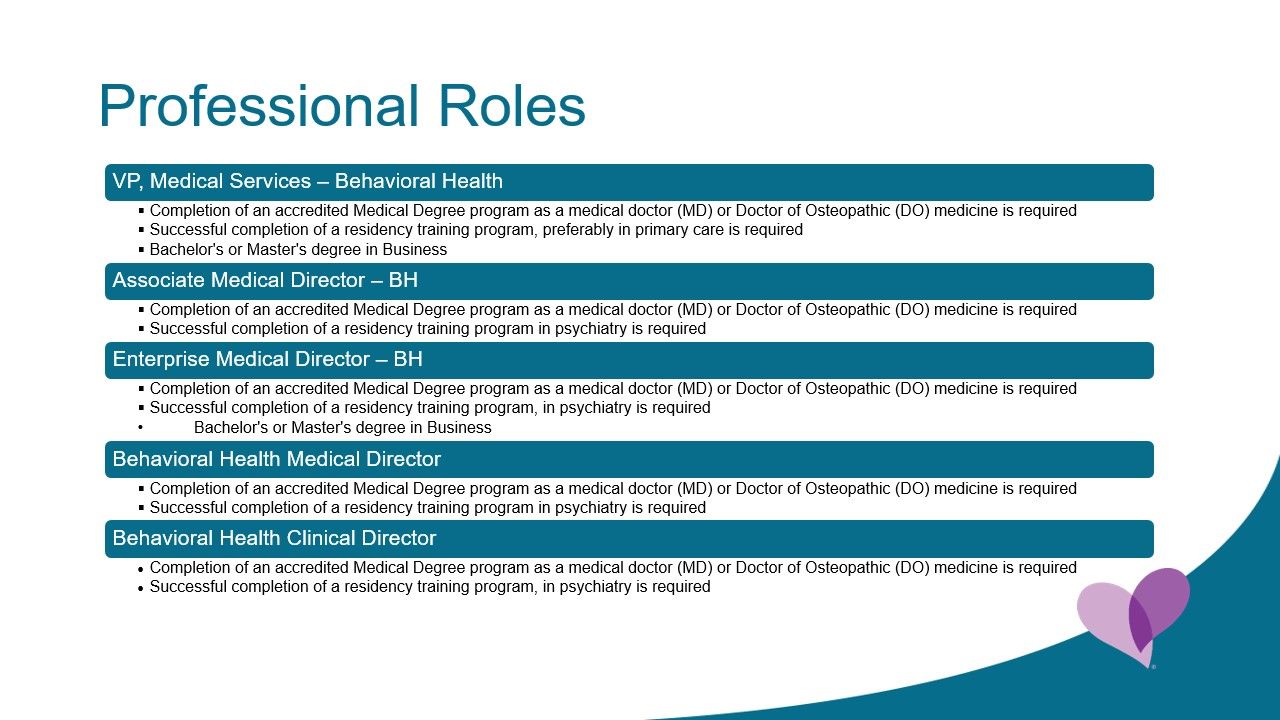 Professional Roles
VP, Medical Services – Behavioral Health
▪ Completion of an accredited Medical Degree program as a medical doctor (MD) or Doctor of Osteopathic (DO) medicine is required
▪ Successful completion of a residency training program, preferably in primary care is required
▪ Bachelor's or Master's degree in Business
Associate Medical Director – BH
▪ Completion of an accredited Medical Degree program as a medical doctor (MD) or Doctor of Osteopathic (DO) medicine is required
▪ Successful completion of a residency training program in psychiatry is required
Enterprise Medical Director – BH
▪ Completion of an accredited Medical Degree program as a medical doctor (MD) or Doctor of Osteopathic (DO) medicine is required
▪ Successful completion of a residency training program, in psychiatry is required
• Bachelor's or Master's degree in Business
Behavioral Health Medical Director
▪ Completion of an accredited Medical Degree program as a medical doctor (MD) or Doctor of Osteopathic (DO) medicine is required
▪ Successful completion of a residency training program in psychiatry is required
Behavioral Health Clinical Director
• Completion of an accredited Medical Degree program as a medical doctor (MD) or Doctor of Osteopathic (DO) medicine is required
• Successful completion of a residency training program, in psychiatry is required
®